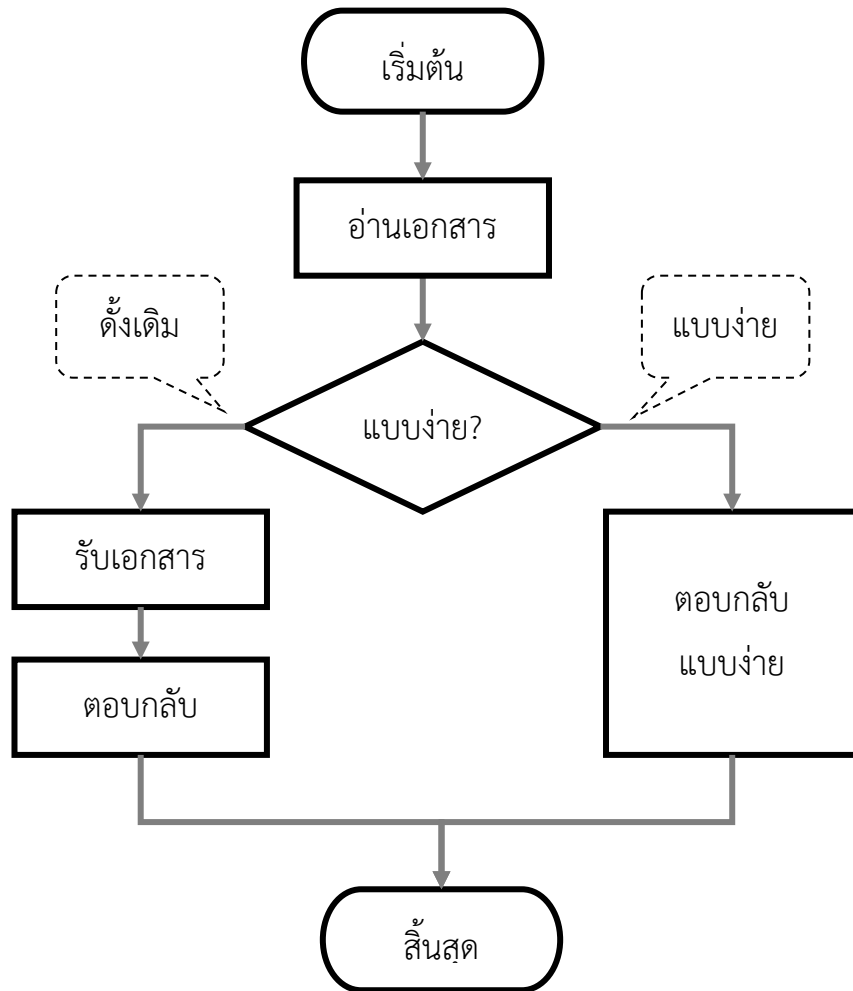 เริ่มต้น
อ่านเอกสาร
ดั้งเดิม
แบบง่าย
แบบง่าย?
รับเอกสาร
ตอบกลับ
แบบง่าย
ตอบกลับ
สิ้นสุด